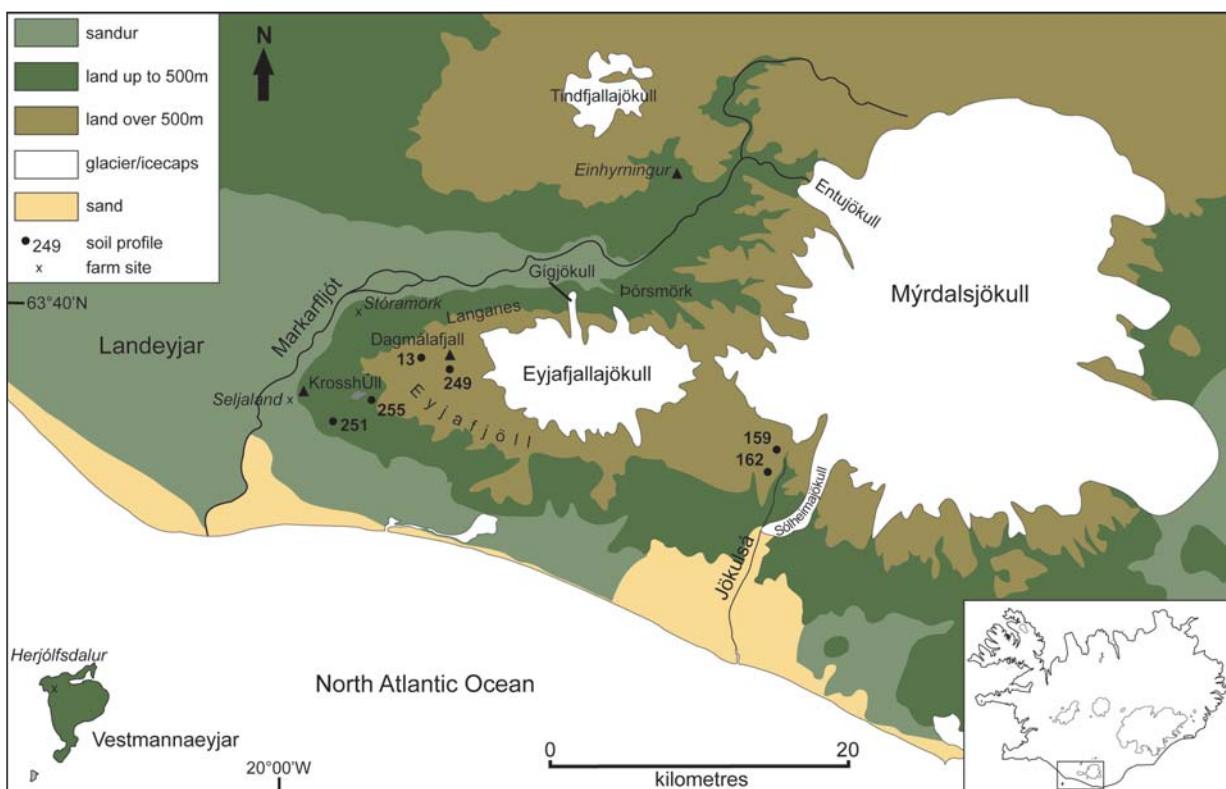 sandur
land up to 500m
land over 500m
glacier/icecaps
sand
249 soil profile
x farm site
N
Tindfjallajökull
Einhyrningur
Entujökull
Mýrdalsjökull
Gígjökull
Þórsmörk
63°40'N
Markarfljót
Stóramörk
x
Langanes
Landeyjar
Dagmálafjall
13
249
Eyjafjallajökull
KrosshÚll
Seljaland x
255
251
Eyjafjöll
159
162
Sólheimajökull
Jökulsá
Herjólfsdalur
x
North Atlantic Ocean
Vestmannaeyjar
20°00'W
0 20
kilometres